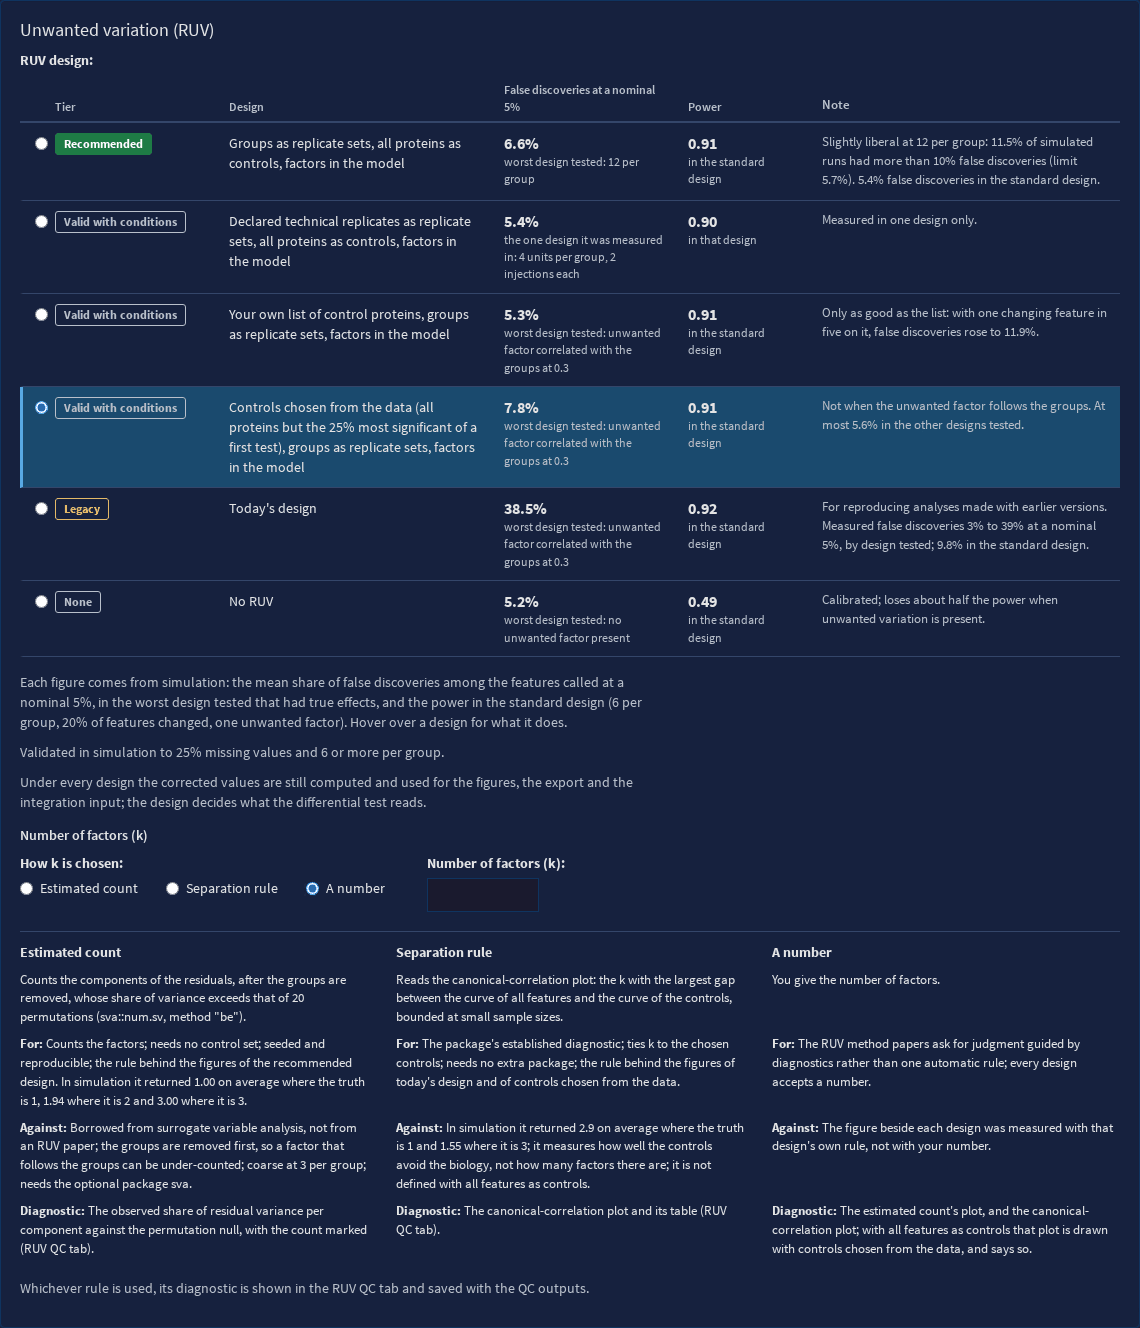 Unwanted variation (RUV)
RUV design:
Tier
Design
False discoveries at a nominal
5%
Power
Note
Recommended
Groups as replicate sets, all proteins as
controls, factors in the model
6.6%
worst design tested: 12 per
group
0.91
in the standard
design
Slightly liberal at 12 per group: 11.5% of simulated
runs had more than 10% false discoveries (limit
5.7%). 5.4% false discoveries in the standard design.
Valid with conditions
Declared technical replicates as replicate
sets, all proteins as controls, factors in
the model
5.4%
the one design it was measured
in: 4 units per group, 2
injections each
0.90
in that design
Measured in one design only.
Valid with conditions
Your own list of control proteins, groups
as replicate sets, factors in the model
5.3%
worst design tested: unwanted
factor correlated with the
groups at 0.3
0.91
in the standard
design
Only as good as the list: with one changing feature in
five on it, false discoveries rose to 11.9%.
Valid with conditions
Controls chosen from the data (all
proteins but the 25% most significant of a
first test), groups as replicate sets, factors
in the model
7.8%
worst design tested: unwanted
factor correlated with the
groups at 0.3
0.91
in the standard
design
Not when the unwanted factor follows the groups. At
most 5.6% in the other designs tested.
Legacy
Today's design
38.5%
worst design tested: unwanted
factor correlated with the
groups at 0.3
0.92
in the standard
design
For reproducing analyses made with earlier versions.
Measured false discoveries 3% to 39% at a nominal
5%, by design tested; 9.8% in the standard design.
None
No RUV
5.2%
worst design tested: no
unwanted factor present
0.49
in the standard
design
Calibrated; loses about half the power when
unwanted variation is present.
Each figure comes from simulation: the mean share of false discoveries among the features called at a
nominal 5%, in the worst design tested that had true effects, and the power in the standard design (6 per
group, 20% of features changed, one unwanted factor). Hover over a design for what it does.
Validated in simulation to 25% missing values and 6 or more per group.
Under every design the corrected values are still computed and used for the figures, the export and the
integration input; the design decides what the differential test reads.
Number of factors (k)
How k is chosen:
Estimated count
Separation rule
A number
Number of factors (k):
Estimated count
Counts the components of the residuals, after the groups are
removed, whose share of variance exceeds that of 20
permutations (sva::num.sv, method "be").
For: Counts the factors; needs no control set; seeded and
reproducible; the rule behind the figures of the recommended
design. In simulation it returned 1.00 on average where the truth
is 1, 1.94 where it is 2 and 3.00 where it is 3.
Against: Borrowed from surrogate variable analysis, not from
an RUV paper; the groups are removed first, so a factor that
follows the groups can be under-counted; coarse at 3 per group;
needs the optional package sva.
Diagnostic: The observed share of residual variance per
component against the permutation null, with the count marked
(RUV QC tab).
Separation rule
Reads the canonical-correlation plot: the k with the largest gap
between the curve of all features and the curve of the controls,
bounded at small sample sizes.
For: The package's established diagnostic; ties k to the chosen
controls; needs no extra package; the rule behind the figures of
today's design and of controls chosen from the data.
Against: In simulation it returned 2.9 on average where the truth
is 1 and 1.55 where it is 3; it measures how well the controls
avoid the biology, not how many factors there are; it is not
defined with all features as controls.
Diagnostic: The canonical-correlation plot and its table (RUV
QC tab).
A number
You give the number of factors.
For: The RUV method papers ask for judgment guided by
diagnostics rather than one automatic rule; every design
accepts a number.
Against: The figure beside each design was measured with that
design's own rule, not with your number.
Diagnostic: The estimated count's plot, and the canonical-
correlation plot; with all features as controls that plot is drawn
with controls chosen from the data, and says so.
Whichever rule is used, its diagnostic is shown in the RUV QC tab and saved with the QC outputs.